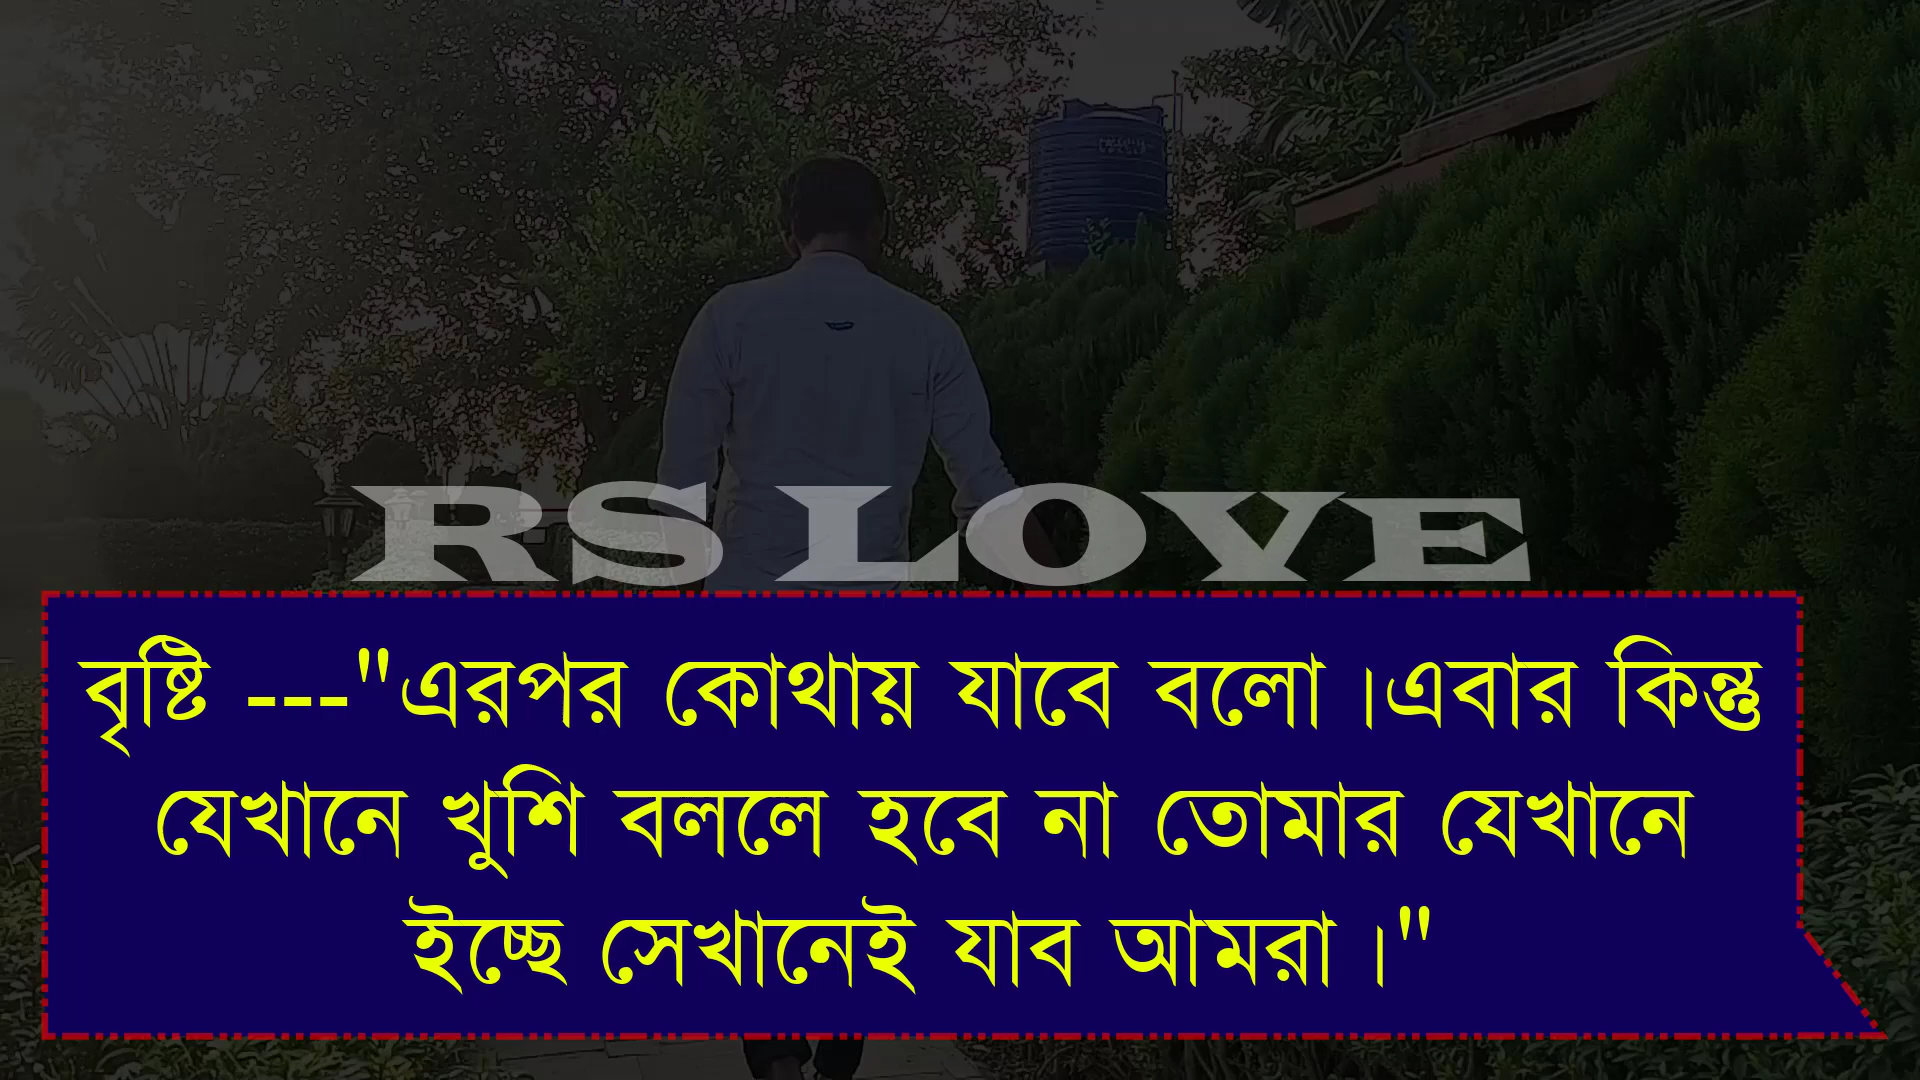 RS LOVE
বৃষ্টি ---"এরপর কোথায় যাবে বলো।এবার কিন্তু
যেখানে খুশি বললে হবে না তোমার যেখানে
ইচ্ছে সেখানেই যাব আমরা।"